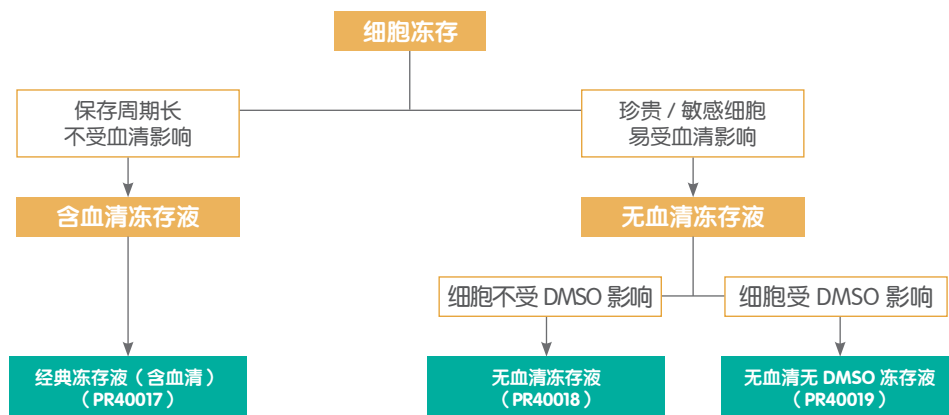 细胞冻存
保存周期长
不受血清影响
珍贵 / 敏感细胞
易受血清影响
含血清冻存液
无血清冻存液
细胞不受 DMSO 影响
细胞受 DMSO 影响
经典冻存液（含血清）
（PR40017）
无血清冻存液
（PR40018）
无血清无 DMSO 冻存液
（PR40019）